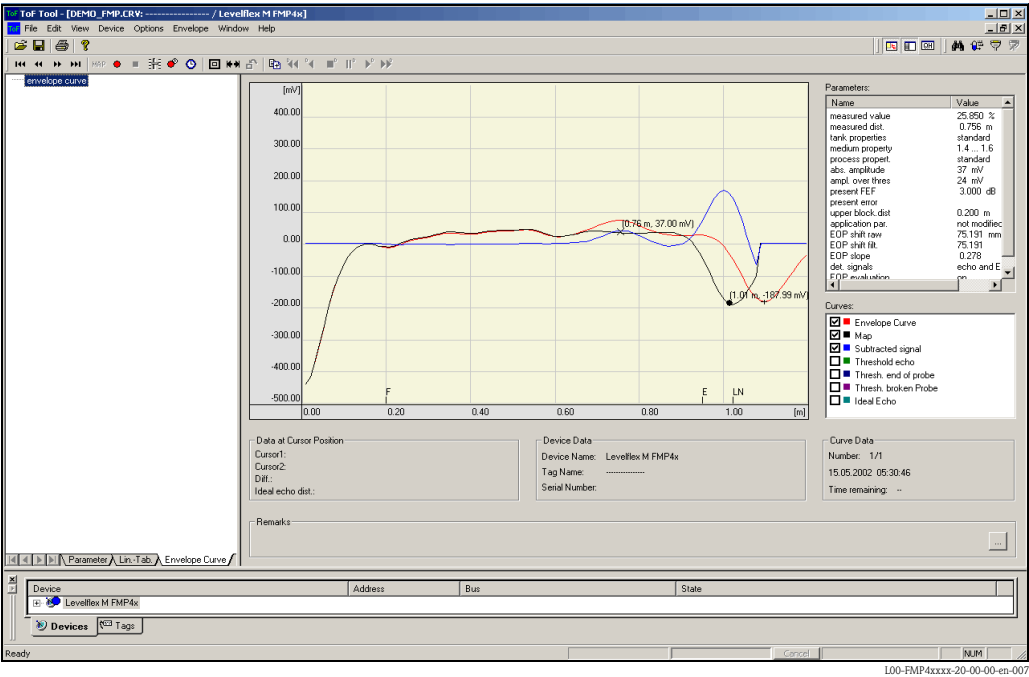 ToF Tool - [DEMO_FMP.CRV: --------------- / Levelflex M FMP4x]
File Edit View Device Options Envelope Window Help
MAP
envelope curve
[mV]
400.00
300.00
200.00
100.00
0.00
-100.00
-200.00
-300.00
-400.00
-500.00
(0.76 m, 37.00 mV)
(1.01 m, -187.99 mV)
F
E
LN
0.00 0.20 0.40 0.60 0.80 1.00 [m]
Parameters:
Name Value
measured value 25.850 %
measured dist. 0.756 m
tank properties standard
medium property 1.4 ... 1.6
process propert. standard
abs. amplitude 37 mV
ampl. over thres 24 mV
present FEF 3.000 dB
present error
upper block.dist 0.200 m
application par. not modified
EOP shift raw 75.191 mm
EOP shift filt. 75.191
EOP slope 0.278
det. signals echo and E
EOP evaluation on
Curves:
Envelope Curve
Map
Subtracted signal
Threshold echo
Thresh. end of probe
Thresh. broken Probe
Ideal Echo
Data at Cursor Position
Cursor1:
Cursor2:
Diff.:
Ideal echo dist.:
Device Data
Device Name: Levelflex M FMP4x
Tag Name: ---------------
Serial Number:
Curve Data
Number: 1/1
15.05.2002 05:30:46
Time remaining: --
Remarks
...
Parameter Lin.-Tab. Envelope Curve
Device Address Bus State
Levelflex M FMP4x
Devices Tags
Ready Cancel NUM
L00-FMP4xxxx-20-00-00-en-007